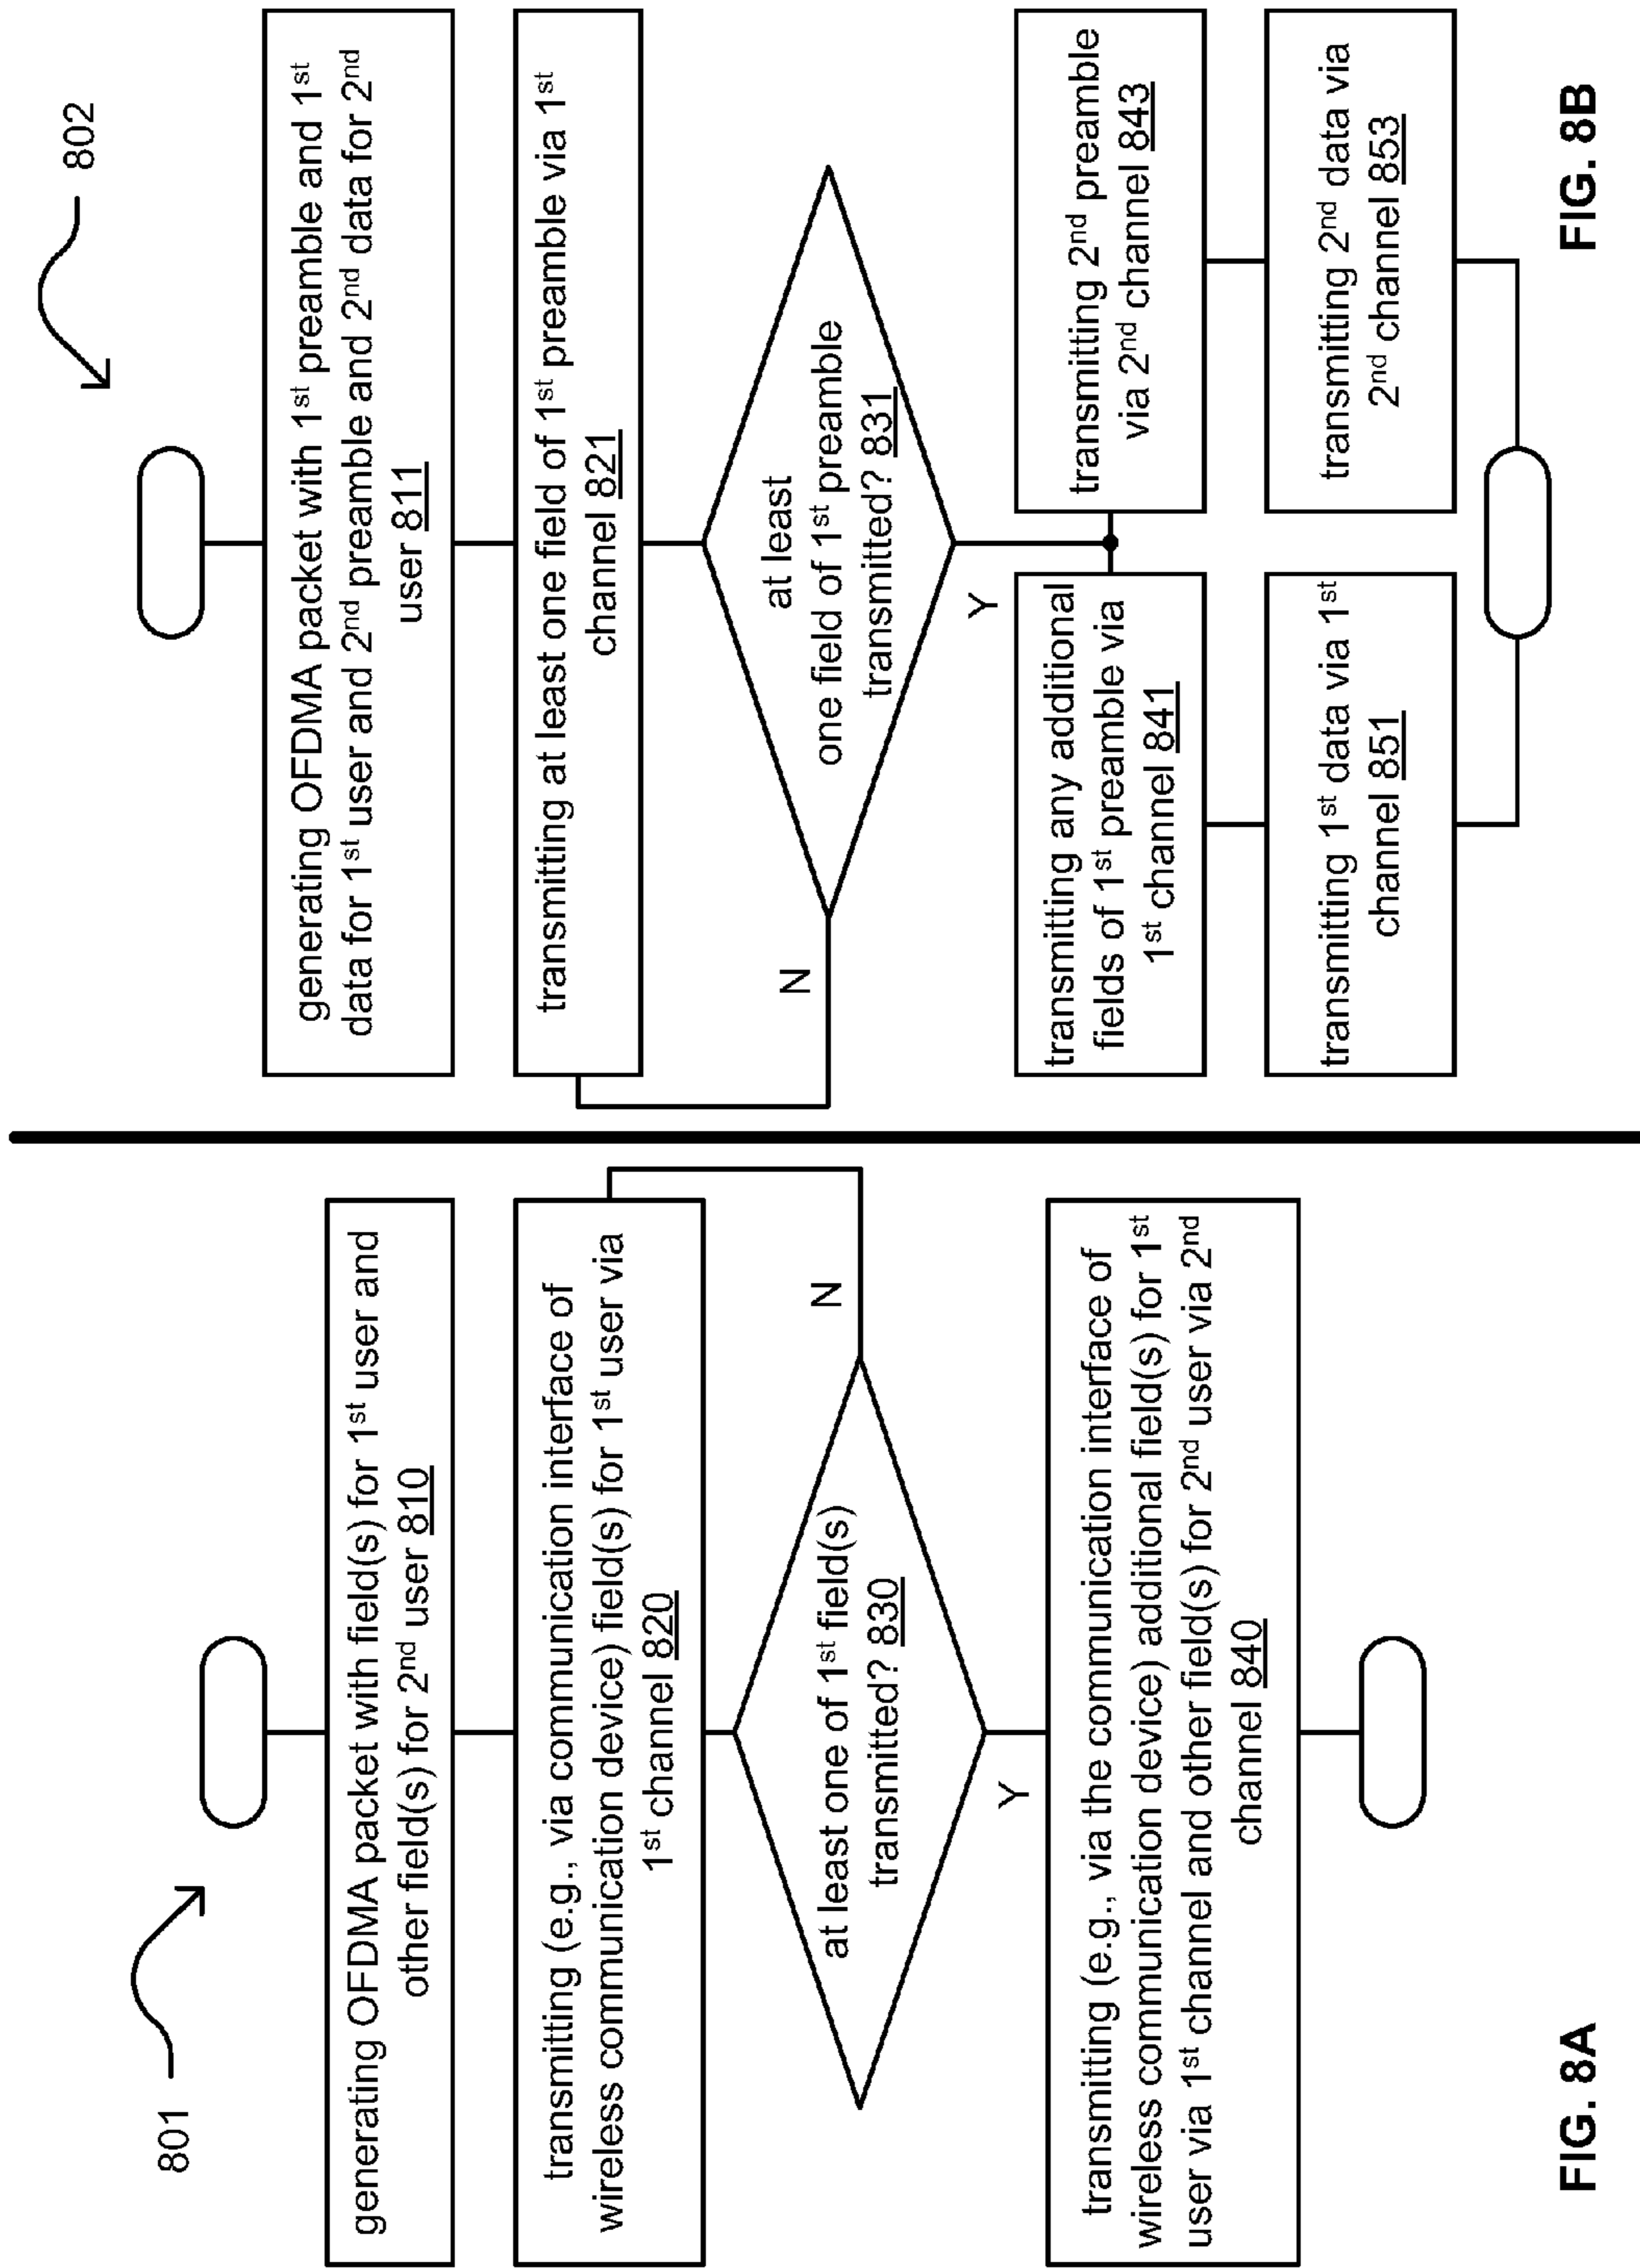 801
generating OFDMA packet with field(s) for 1st user and
other field(s) for 2nd user 810
transmitting (e.g., via communication interface of
wireless communication device) field(s) for 1st user via
1st channel 820
at least one of 1st field(s)
transmitted? 830
N
Y
transmitting (e.g., via the communication interface of
wireless communication device) additional field(s) for 1st
user via 1st channel and other field(s) for 2nd user via 2nd
channel 840
FIG. 8A
802
generating OFDMA packet with 1st preamble and 1st
data for 1st user and 2nd preamble and 2nd data for 2nd
user 811
transmitting at least one field of 1st preamble via 1st
channel 821
at least
one field of 1st preamble
transmitted? 831
N
Y
transmitting any additional
fields of 1st preamble via
1st channel 841
transmitting 2nd preamble
via 2nd channel 843
transmitting 1st data via 1st
channel 851
transmitting 2nd data via
2nd channel 853
FIG. 8B